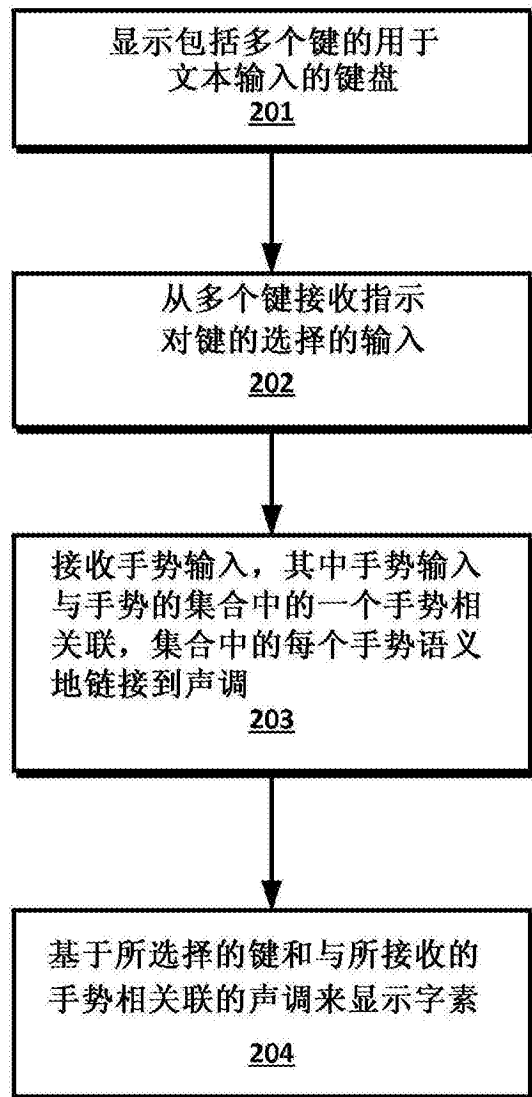 显示包括多个键的用于
文本输入的键盘
201
从多个键接收指示
对键的选择的输入
202
接收手势输入，其中手势输入
与手势的集合中的一个手势相
关联，集合中的每个手势语义
地链接到声调
203
基于所选择的键和与所接收的
手势相关联的声调来显示字素
204